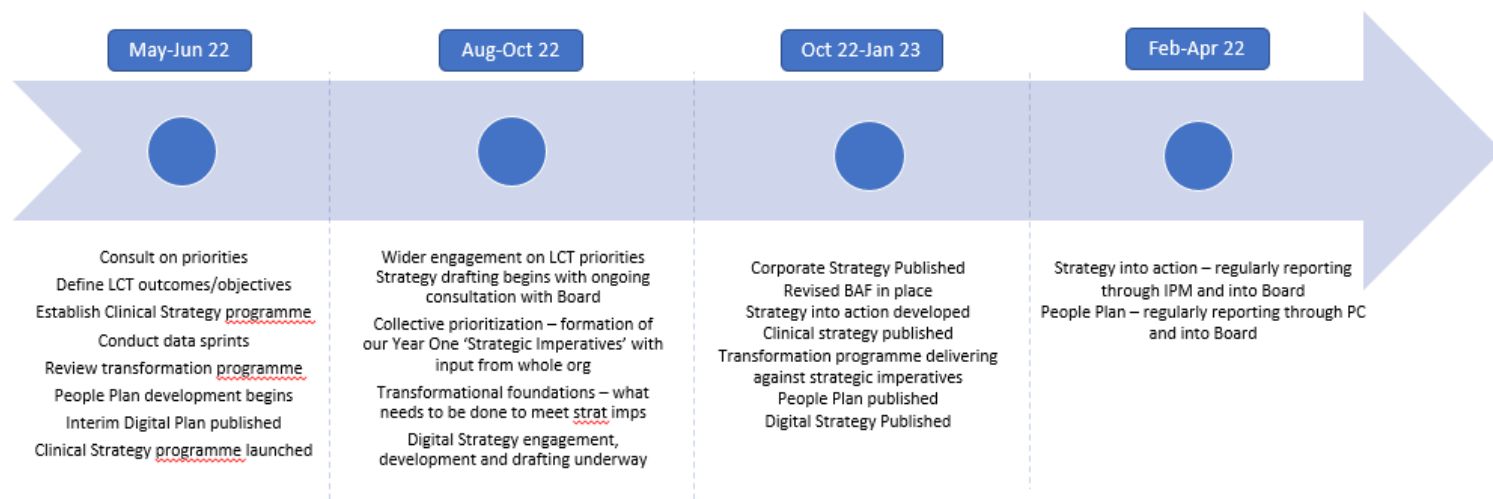 May-Jun 22
Aug-Oct 22
Oct 22-Jan 23
Feb-Apr 22
Consult on priorities
Define LCT outcomes/objectives
Establish Clinical Strategy programme
Conduct data sprints
Review transformation programme
People Plan development begins
Interim Digital Plan published
Clinical Strategy programme launched
Wider engagement on LCT priorities
Strategy drafting begins with ongoing
consultation with Board
Collective prioritization – formation of
our Year One ‘Strategic Imperatives’ with
input from whole org
Transformational foundations – what
needs to be done to meet strat imps
Digital Strategy engagement,
development and drafting underway
Corporate Strategy Published
Revised BAF in place
Strategy into action developed
Clinical strategy published
Transformation programme delivering
against strategic imperatives
People Plan published
Digital Strategy Published
Strategy into action – regularly reporting
through IPM and into Board
People Plan – regularly reporting through PC
and into Board